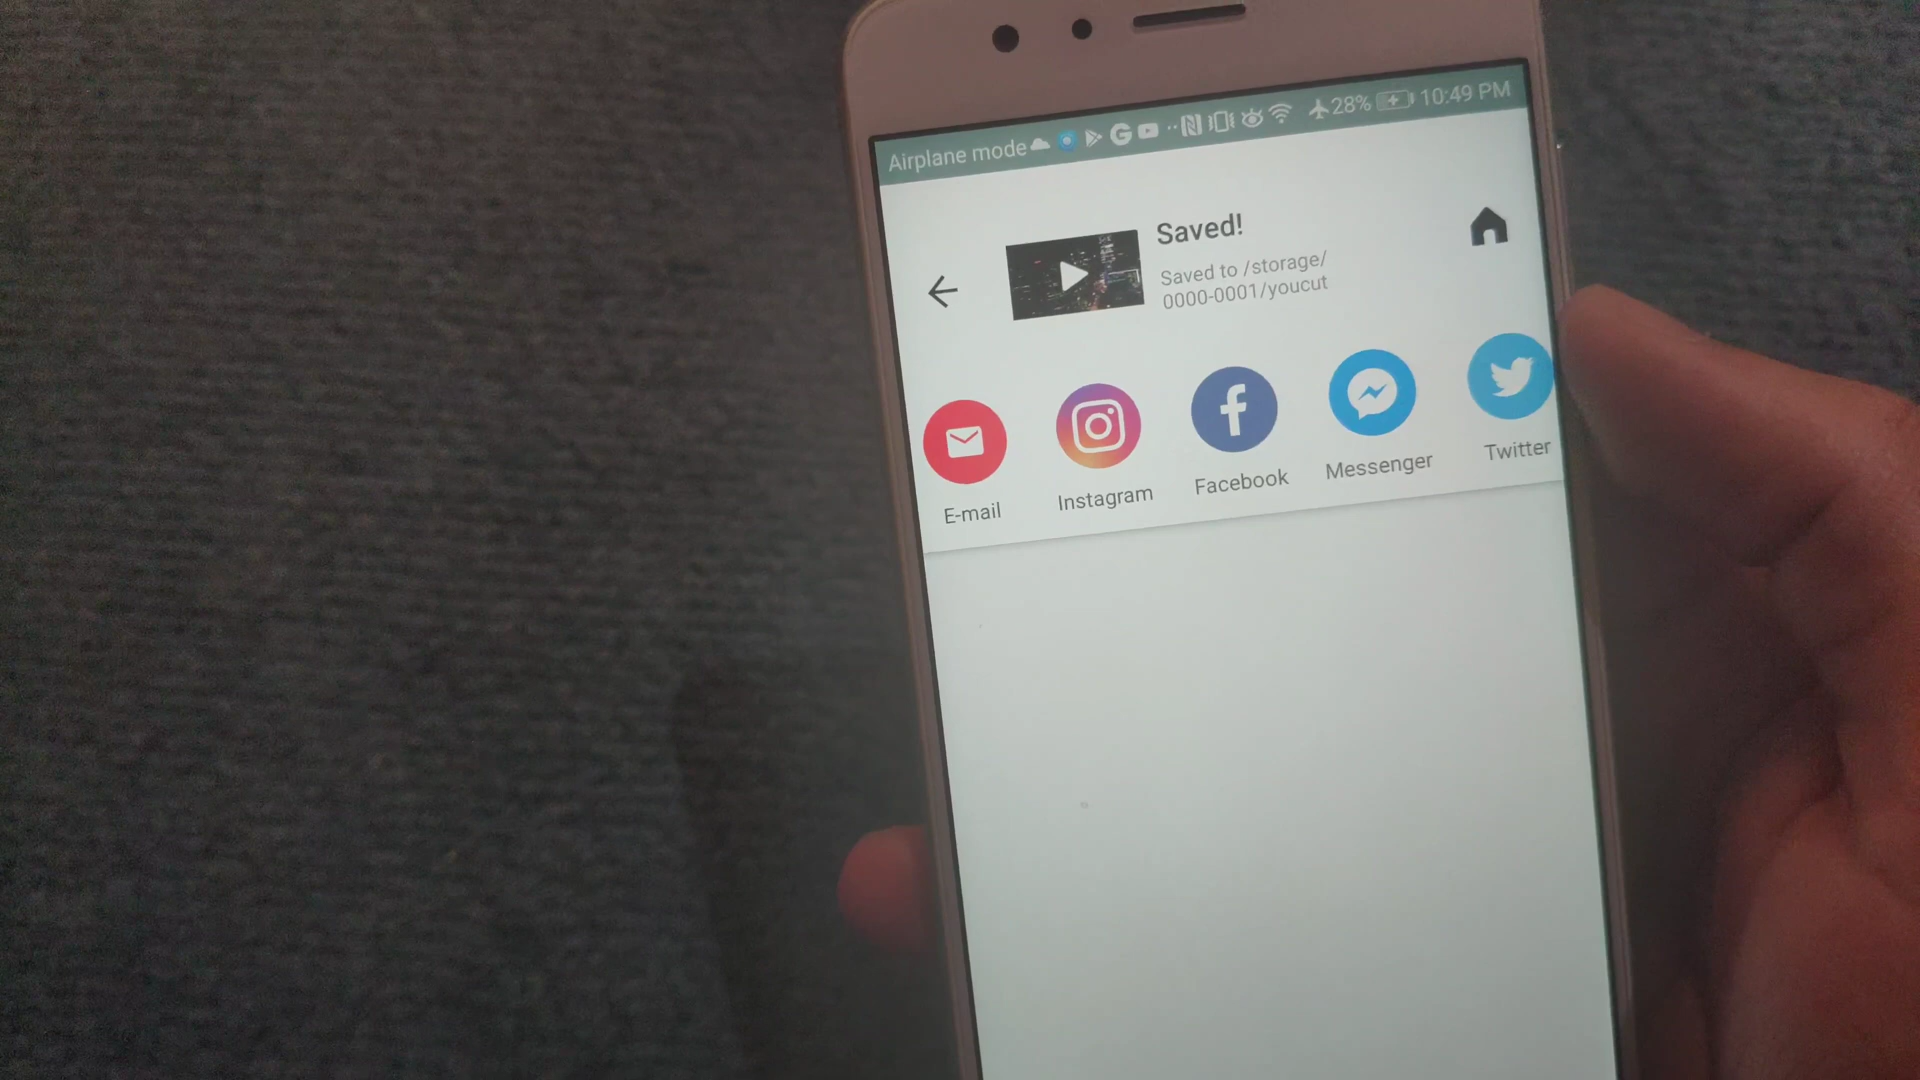 Airplane mode 28% 10:49 PM
Saved!
Saved to /storage/
0000-0001/youcut
E-mail
Instagram
Facebook
Messenger
Twitter